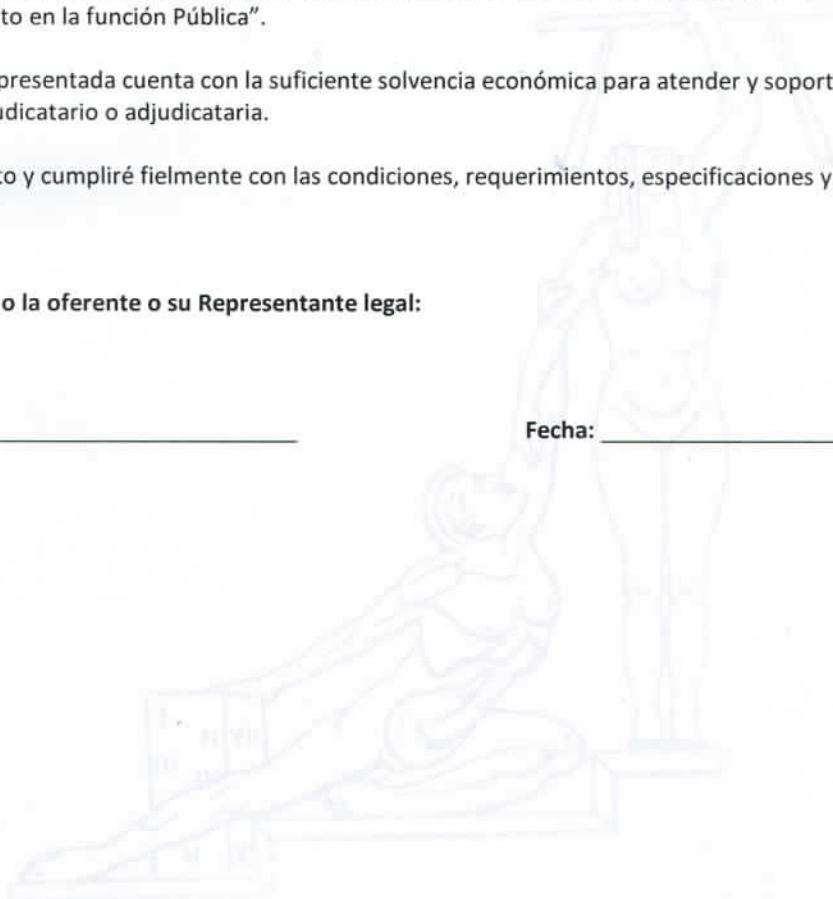 to en la función Pública".
presentada cuenta con la suficiente solvencia económica para atender y soport
udicatario o adjudicataria.
to y cumpliré fielmente con las condiciones, requerimientos, especificaciones y
o la oferente o su Representante legal:
Fecha: